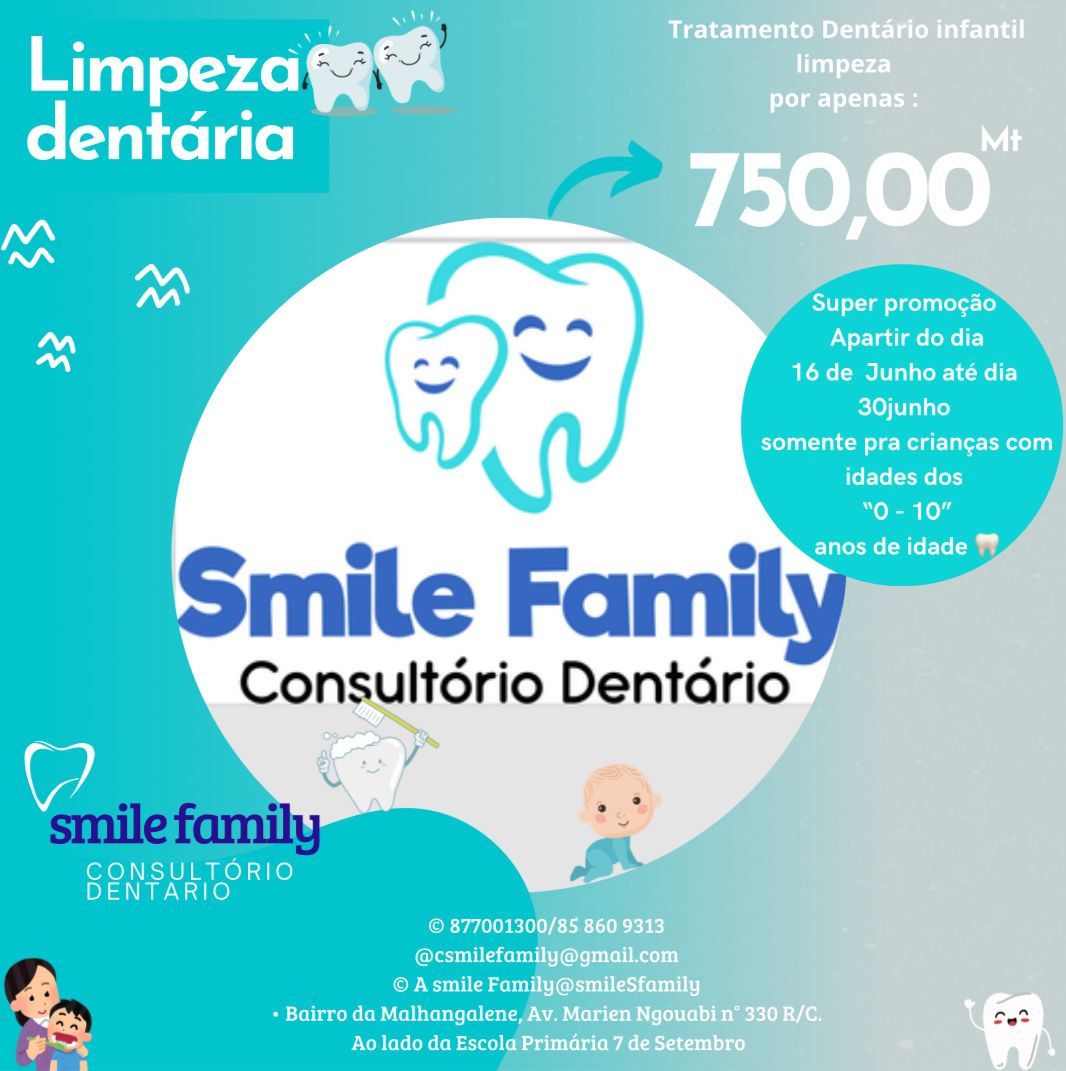 Limpeza
dentária
Tratamento Dentário infantil
limpeza
por apenas :
Mt
750,00
Super promoção
Apartir do dia
16 de Junho até dia
30junho
somente pra crianças com
idades dos
“0 - 10”
anos de idade 🦷
Smile Family
Consultório Dentário
smile family
CONSULTÓRIO
DENTARIO
© 877001300/85 860 9313
@csmilefamily@gmail.com
© A smile Family@smileSfamily
• Bairro da Malhangalene, Av. Marien Ngouabi n° 330 R/C.
Ao lado da Escola Primária 7 de Setembro